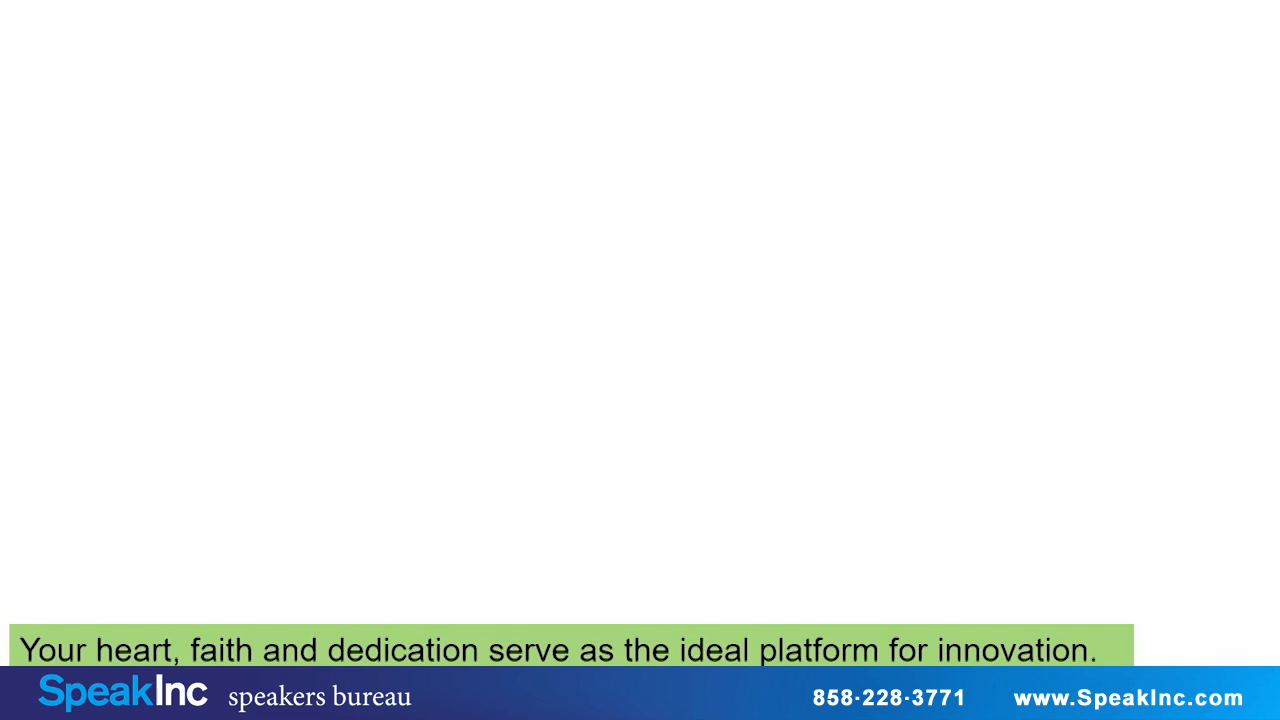 Your heart, faith and dedication serve as the ideal platform for innovation.
SpeakInc speakers bureau 858·228·3771 www.SpeakInc.com